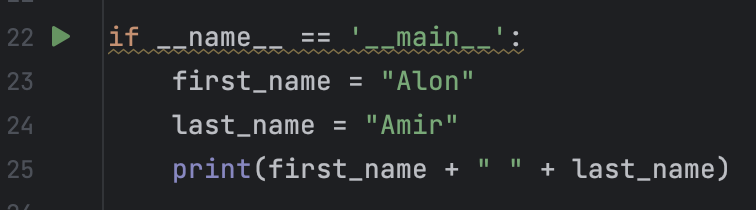 22 if __name__ == '__main__':
23     first_name = "Alon"
24     last_name = "Amir"
25     print(first_name + " " + last_name)